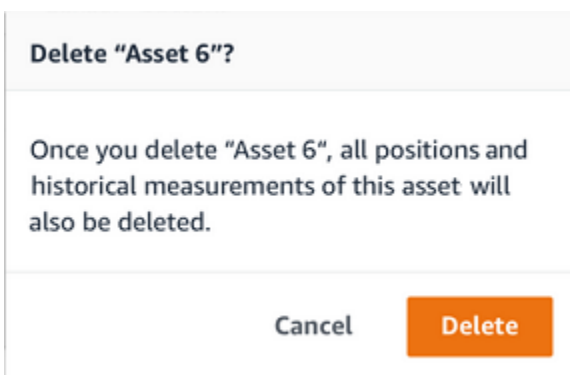 Delete “Asset 6”?
Once you delete “Asset 6“, all positions and
historical measurements of this asset will
also be deleted.
Cancel
Delete